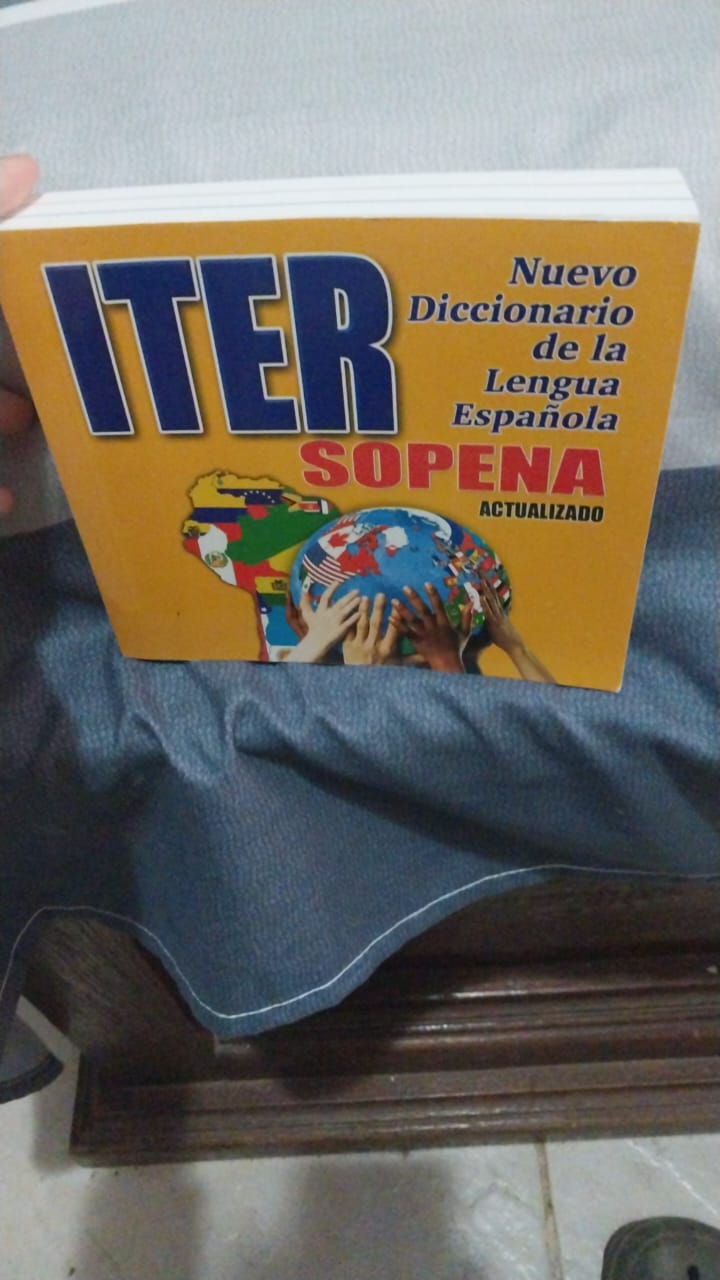 ITER
Nuevo
Diccionario
de la
Lengua
Española
SOPENA
ACTUALIZADO